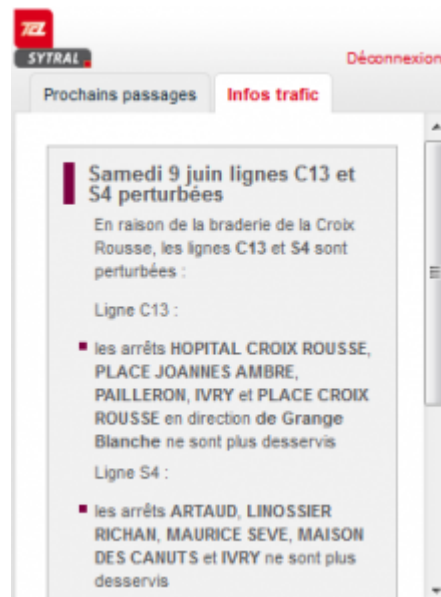 TCL
SYTRAL
Déconnexion
Prochains passages
Infos trafic
Samedi 9 juin lignes C13 et
S4 perturbées
En raison de la braderie de la Croix
Rousse, les lignes C13 et S4 sont
perturbées :
Ligne C13 :
les arrêts HOPITAL CROIX ROUSSE,
PLACE JOANNES AMBRE,
PAILLERON, IVRY et PLACE CROIX
ROUSSE en direction de Grange
Blanche ne sont plus desservis
Ligne S4 :
les arrêts ARTAUD, LINOSSIER
RICHAN, MAURICE SEVE, MAISON
DES CANUTS et IVRY ne sont plus
desservis